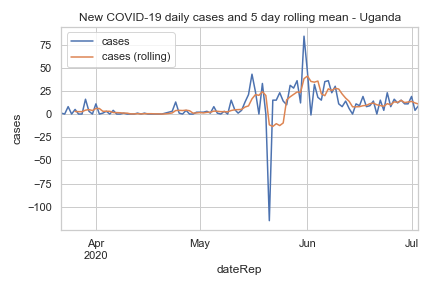 New COVID-19 daily cases and 5 day rolling mean - Uganda
cases
cases (rolling)
75
50
25
0
−25
−50
−75
−100
cases
Apr
2020
May
Jun
Jul
dateRep